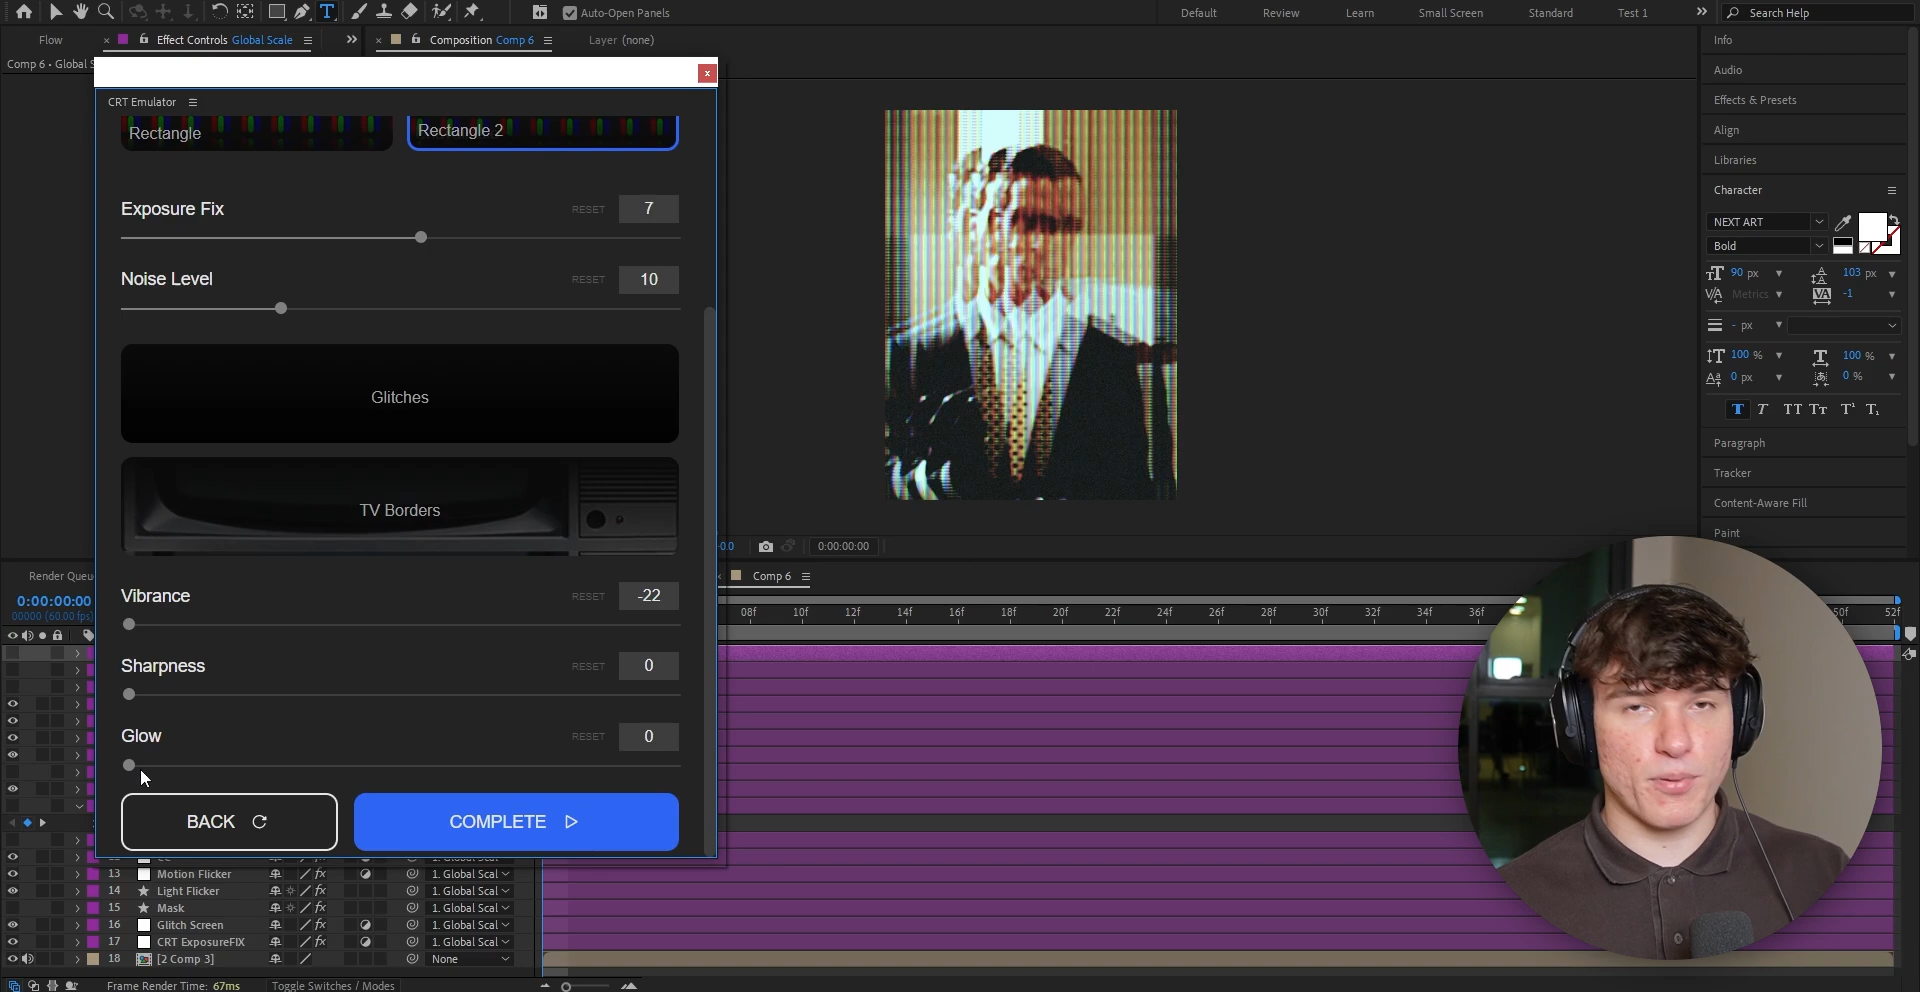 Auto-Open Panels
Default
Review
Learn
Small Screen
Standard
Test 1
Search Help
Flow
Effect Controls Global Scale
Composition Comp 6
Layer (none)
Comp 6 • Global S
CRT Emulator
Rectangle
Rectangle 2
Exposure Fix
RESET
7
Noise Level
RESET
10
Glitches
TV Borders
Vibrance
RESET
-22
Sharpness
RESET
0
Glow
RESET
0
BACK
COMPLETE
0:00:00:00
Info
Audio
Effects & Presets
Align
Libraries
Character
NEXT ART
Bold
90 px
103 px
Metrics
-1
- px
100 %
100 %
0 px
0 %
Paragraph
Tracker
Content-Aware Fill
Paint
Render Queu
0:00:00:00
00000 (60.00 fps)
Comp 6
08f 10f 12f 14f 16f 18f 20f 22f 24f 26f 28f 30f 32f 34f 36f 50f 52f
13 Motion Flicker 1. Global Scal
14 Light Flicker 1. Global Scal
15 Mask 1. Global Scal
16 Glitch Screen 1. Global Scal
17 CRT ExposureFIX 1. Global Scal
18 [2 Comp 3] None
Frame Render Time: 67ms
Toggle Switches / Modes